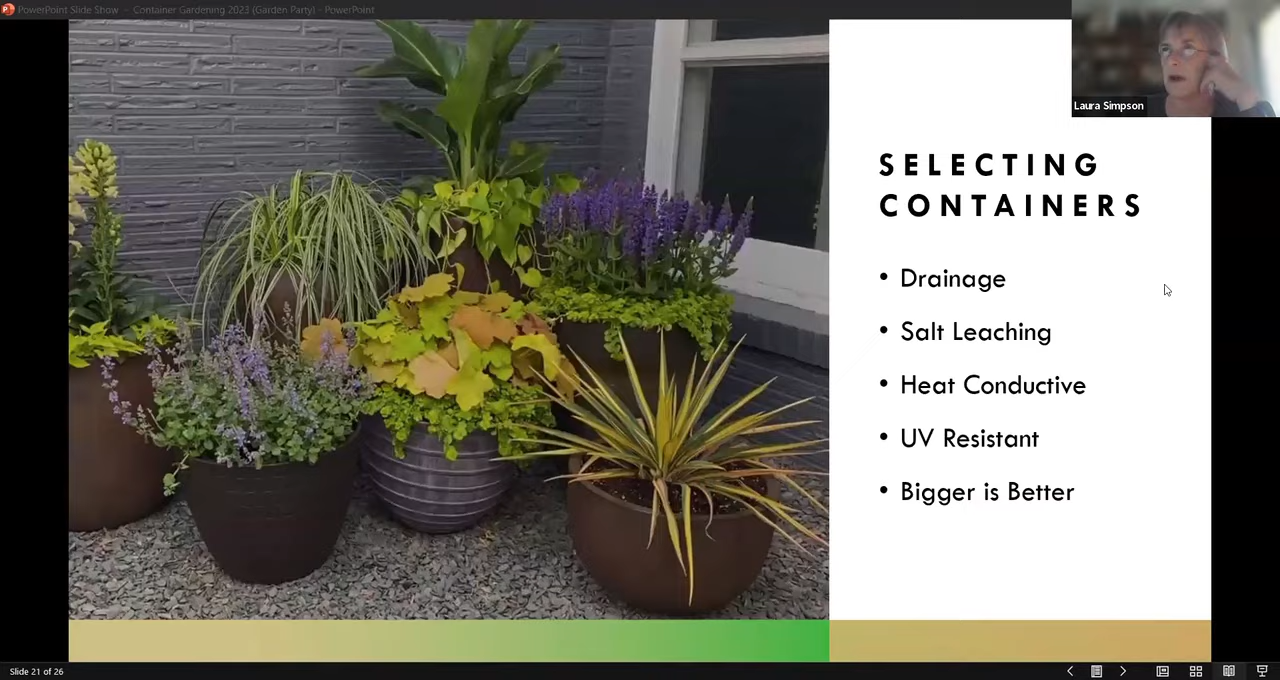 PowerPoint Slide Show - Container Gardening 2023 (Garden Party) - PowerPoint
Laura Simpson
SELECTING
CONTAINERS
• Drainage
• Salt Leaching
• Heat Conductive
• UV Resistant
• Bigger is Better
Slide 21 of 26